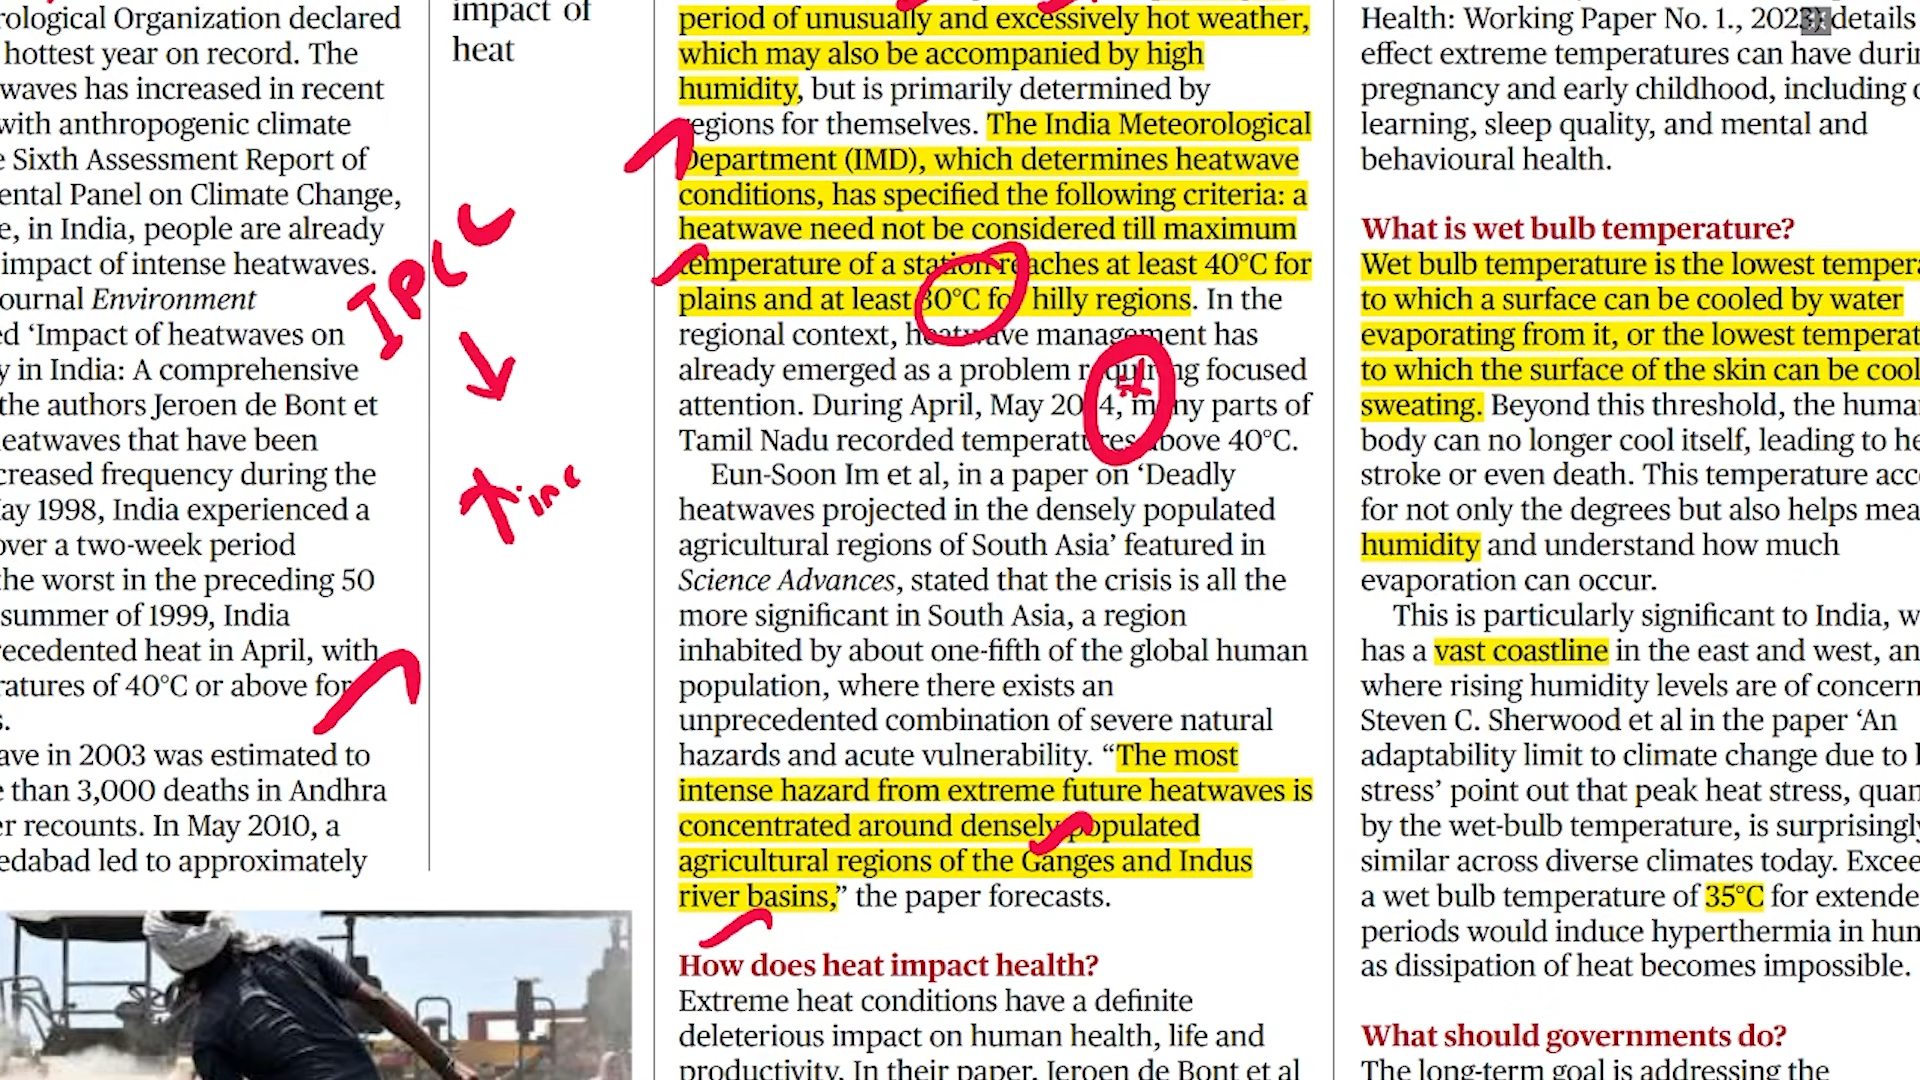 rological Organization declared
hottest year on record. The
waves has increased in recent
with anthropogenic climate
e Sixth Assessment Report of
ental Panel on Climate Change,
e, in India, people are already
impact of intense heatwaves.
ournal Environment
ed ‘Impact of heatwaves on
y in India: A comprehensive
the authors Jeroen de Bont et
eatwaves that have been
creased frequency during the
ay 1998, India experienced a
over a two-week period
the worst in the preceding 50
summer of 1999, India
recedented heat in April, with
ratures of 40°C or above for
s.
ave in 2003 was estimated to
e than 3,000 deaths in Andhra
er recounts. In May 2010, a
edabad led to approximately
impact of
heat
IPCC
inc
period of unusually and excessively hot weather,
which may also be accompanied by high
humidity, but is primarily determined by
regions for themselves. The India Meteorological
Department (IMD), which determines heatwave
conditions, has specified the following criteria: a
heatwave need not be considered till maximum
temperature of a station reaches at least 40°C for
plains and at least 30°C for hilly regions. In the
regional context, heatwave management has
already emerged as a problem requiring focused
attention. During April, May 2024, many parts of
Tamil Nadu recorded temperatures above 40°C.
Eun-Soon Im et al, in a paper on ‘Deadly
heatwaves projected in the densely populated
agricultural regions of South Asia’ featured in
Science Advances, stated that the crisis is all the
more significant in South Asia, a region
inhabited by about one-fifth of the global human
population, where there exists an
unprecedented combination of severe natural
hazards and acute vulnerability. “The most
intense hazard from extreme future heatwaves is
concentrated around densely populated
agricultural regions of the Ganges and Indus
river basins,” the paper forecasts.
How does heat impact health?
Extreme heat conditions have a definite
deleterious impact on human health, life and
productivity. In their paper, Jeroen de Bont et al
Health: Working Paper No. 1., 2023) details
effect extreme temperatures can have duri
pregnancy and early childhood, including
learning, sleep quality, and mental and
behavioural health.
What is wet bulb temperature?
Wet bulb temperature is the lowest tempera
to which a surface can be cooled by water
evaporating from it, or the lowest temperat
to which the surface of the skin can be cool
sweating. Beyond this threshold, the human
body can no longer cool itself, leading to he
stroke or even death. This temperature acc
for not only the degrees but also helps mea
humidity and understand how much
evaporation can occur.
This is particularly significant to India, w
has a vast coastline in the east and west, an
where rising humidity levels are of concern
Steven C. Sherwood et al in the paper ‘An
adaptability limit to climate change due to h
stress’ point out that peak heat stress, quan
by the wet-bulb temperature, is surprisingly
similar across diverse climates today. Excee
a wet bulb temperature of 35°C for extende
periods would induce hyperthermia in hum
as dissipation of heat becomes impossible.
What should governments do?
The long-term goal is addressing the